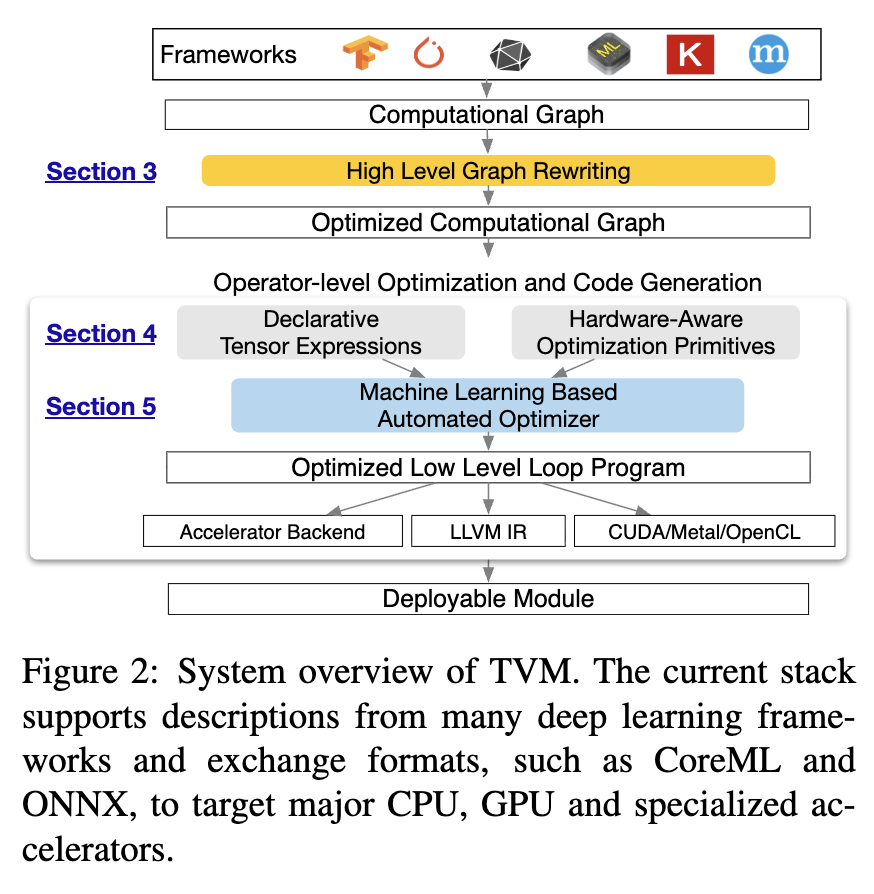 Frameworks ML K m
Computational Graph
Section 3 High Level Graph Rewriting
Optimized Computational Graph
Operator-level Optimization and Code Generation
Section 4
Declarative
Tensor Expressions
Hardware-Aware
Optimization Primitives
Section 5
Machine Learning Based
Automated Optimizer
Optimized Low Level Loop Program
Accelerator Backend LLVM IR CUDA/Metal/OpenCL
Deployable Module
Figure 2: System overview of TVM. The current stack
supports descriptions from many deep learning frame-
works and exchange formats, such as CoreML and
ONNX, to target major CPU, GPU and specialized ac-
celerators.